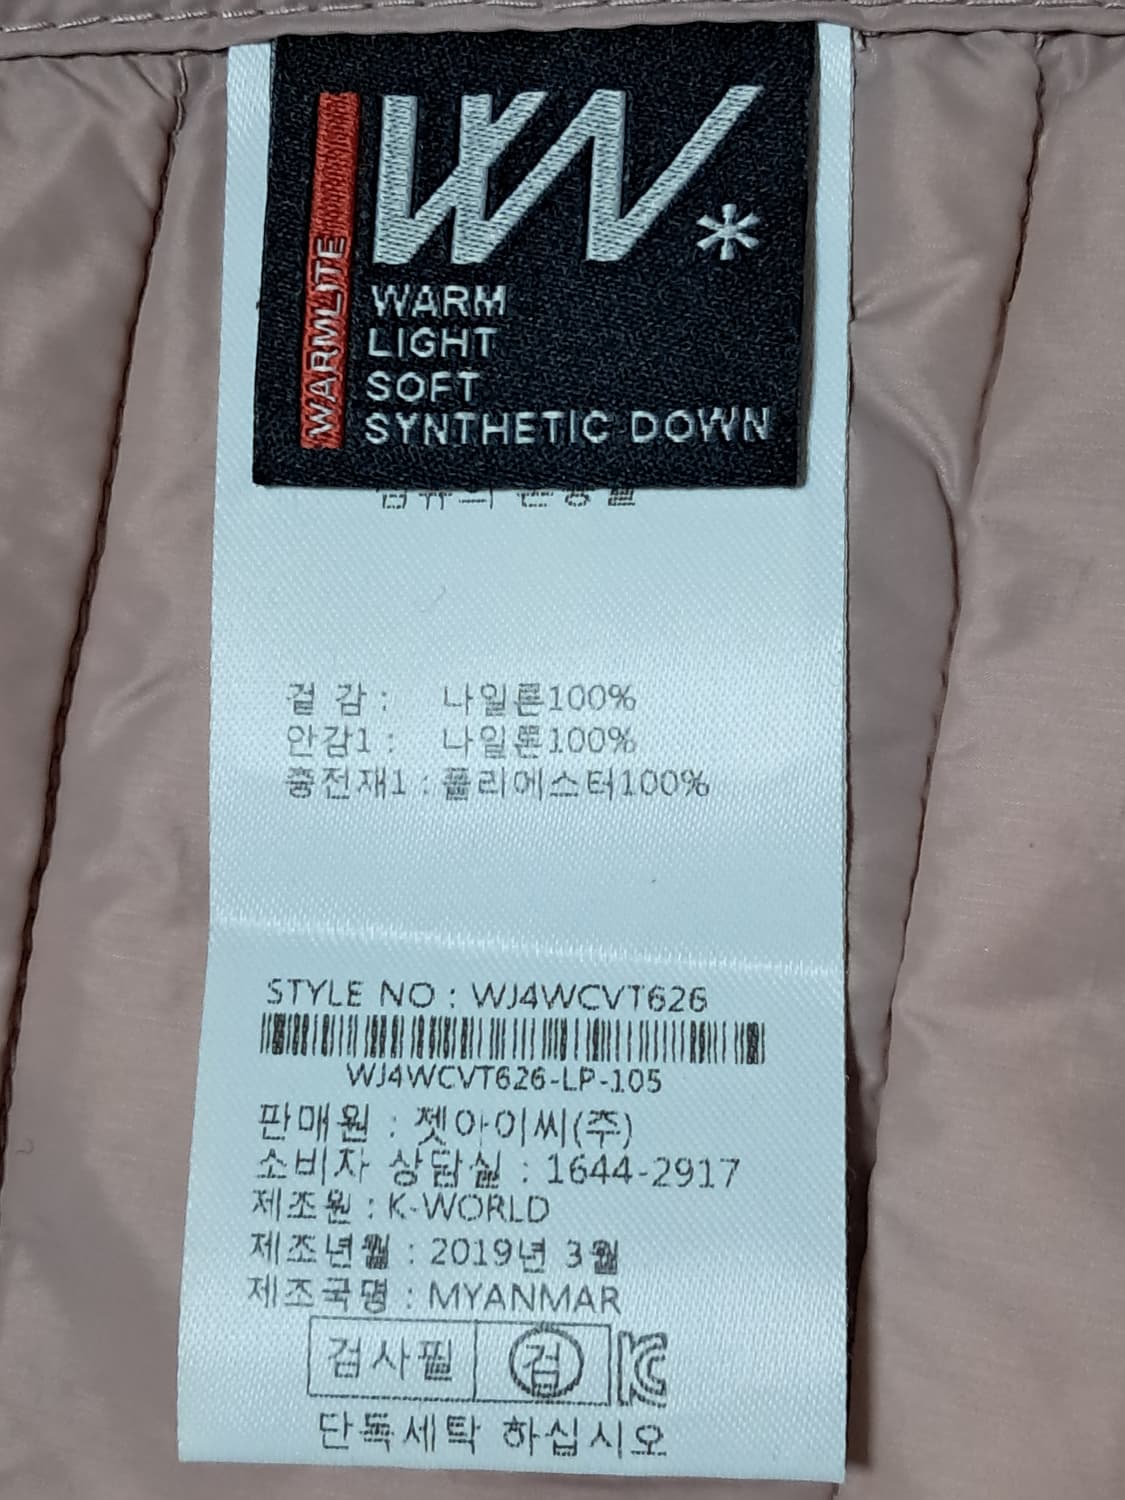 WARMLITE
WN*
WARM
LIGHT
SOFT
SYNTHETIC DOWN
겉 감 : 나일론100%
안감1 : 나일론100%
충전재1 : 폴리에스터100%
STYLE NO : WJ4WCVT626
WJ4WCVT626-LP-105
판매원 : 젯아이씨(주)
소비자 상담실 : 1644-2917
제조원 : K-WORLD
제조년월 : 2019년 3월
제조국명 : MYANMAR
검사필 검 KC
단독세탁 하십시오